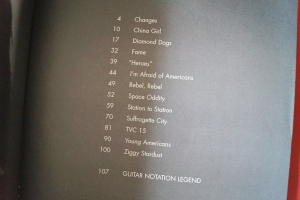 4 Changes
10 China Girl
17 Diamond Dogs
32 Fame
39 "Heroes"
44 I'm Afraid of Americans
49 Rebel, Rebel
52 Space Oddity
59 Station to Station
70 Suffragette City
81 TVC 15
90 Young Americans
100 Ziggy Stardust
107 GUITAR NOTATION LEGEND